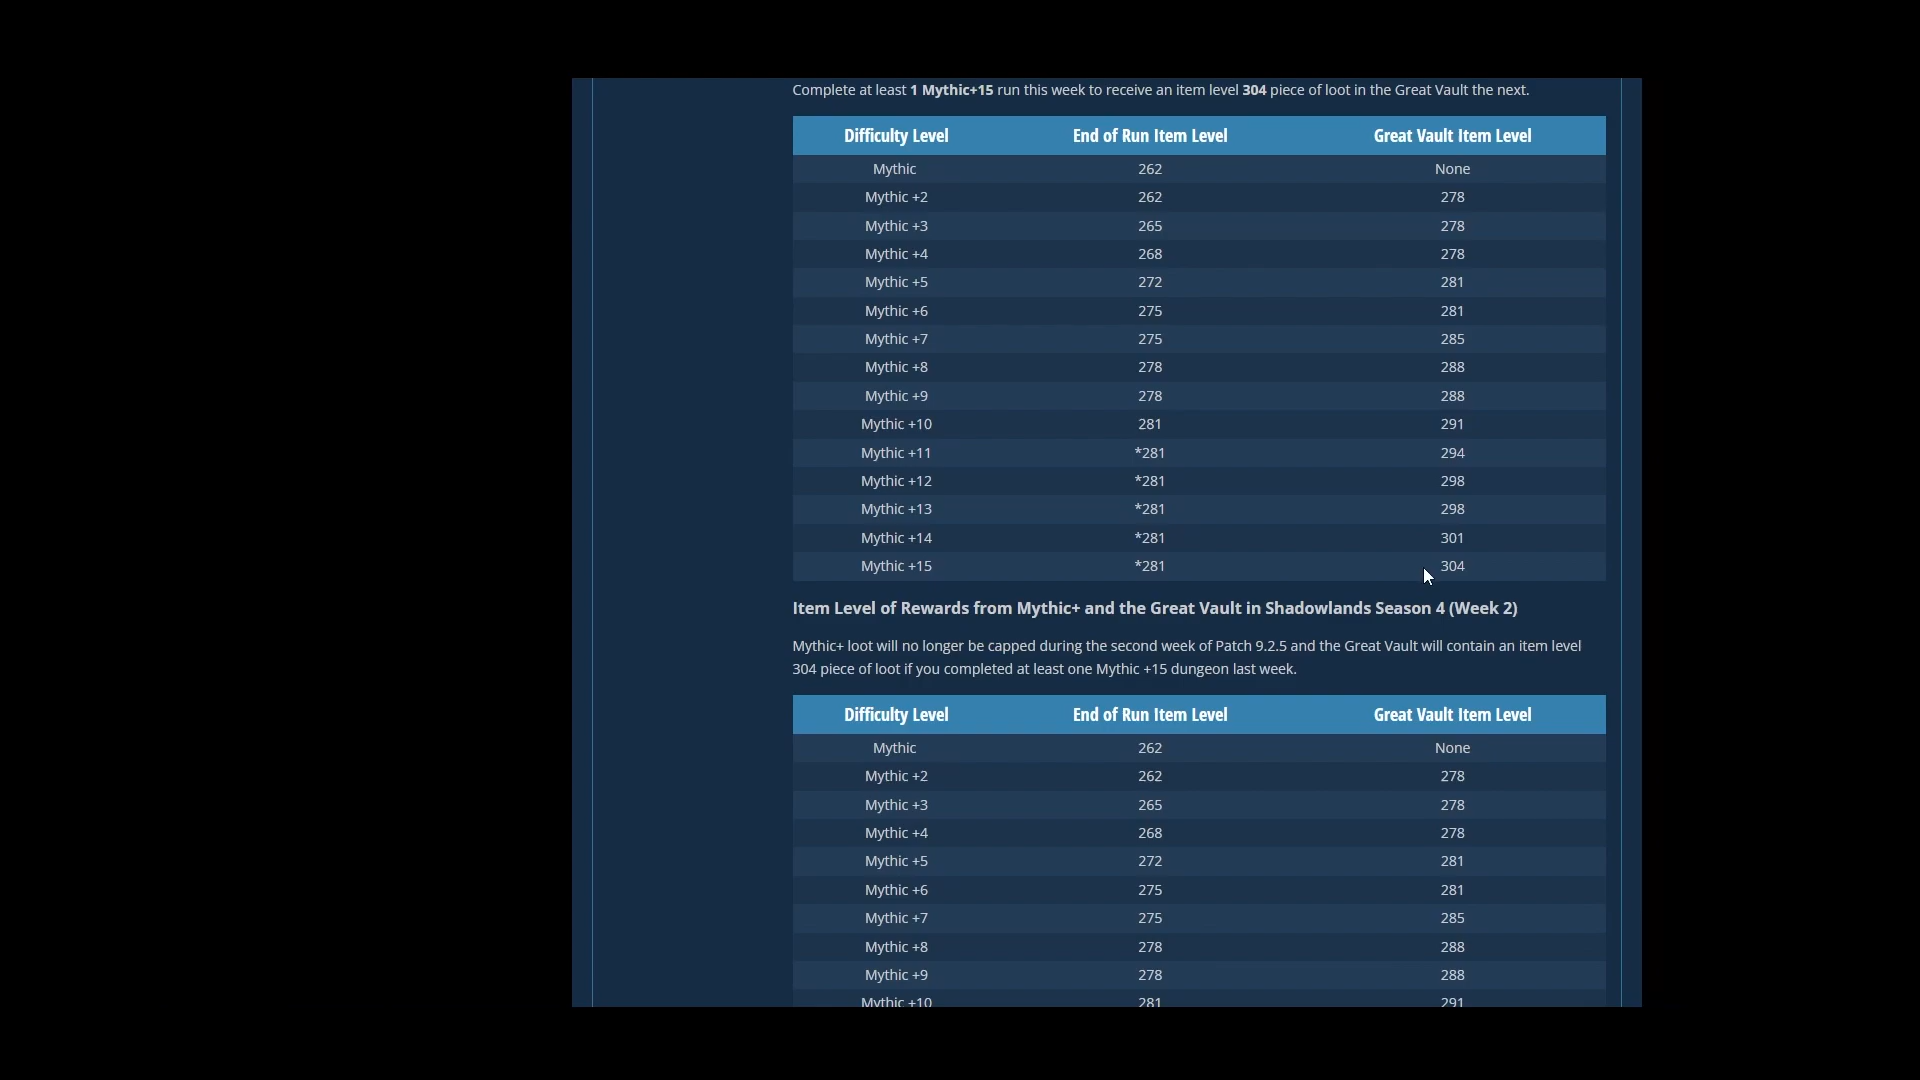 Complete at least 1 Mythic+15 run this week to receive an item level 304 piece of loot in the Great Vault the next.
Difficulty Level End of Run Item Level Great Vault Item Level
Mythic 262 None
Mythic +2 262 278
Mythic +3 265 278
Mythic +4 268 278
Mythic +5 272 281
Mythic +6 275 281
Mythic +7 275 285
Mythic +8 278 288
Mythic +9 278 288
Mythic +10 281 291
Mythic +11 *281 294
Mythic +12 *281 298
Mythic +13 *281 298
Mythic +14 *281 301
Mythic +15 *281 304
Item Level of Rewards from Mythic+ and the Great Vault in Shadowlands Season 4 (Week 2)
Mythic+ loot will no longer be capped during the second week of Patch 9.2.5 and the Great Vault will contain an item level
304 piece of loot if you completed at least one Mythic +15 dungeon last week.
Difficulty Level End of Run Item Level Great Vault Item Level
Mythic 262 None
Mythic +2 262 278
Mythic +3 265 278
Mythic +4 268 278
Mythic +5 272 281
Mythic +6 275 281
Mythic +7 275 285
Mythic +8 278 288
Mythic +9 278 288
Mythic +10 281 291